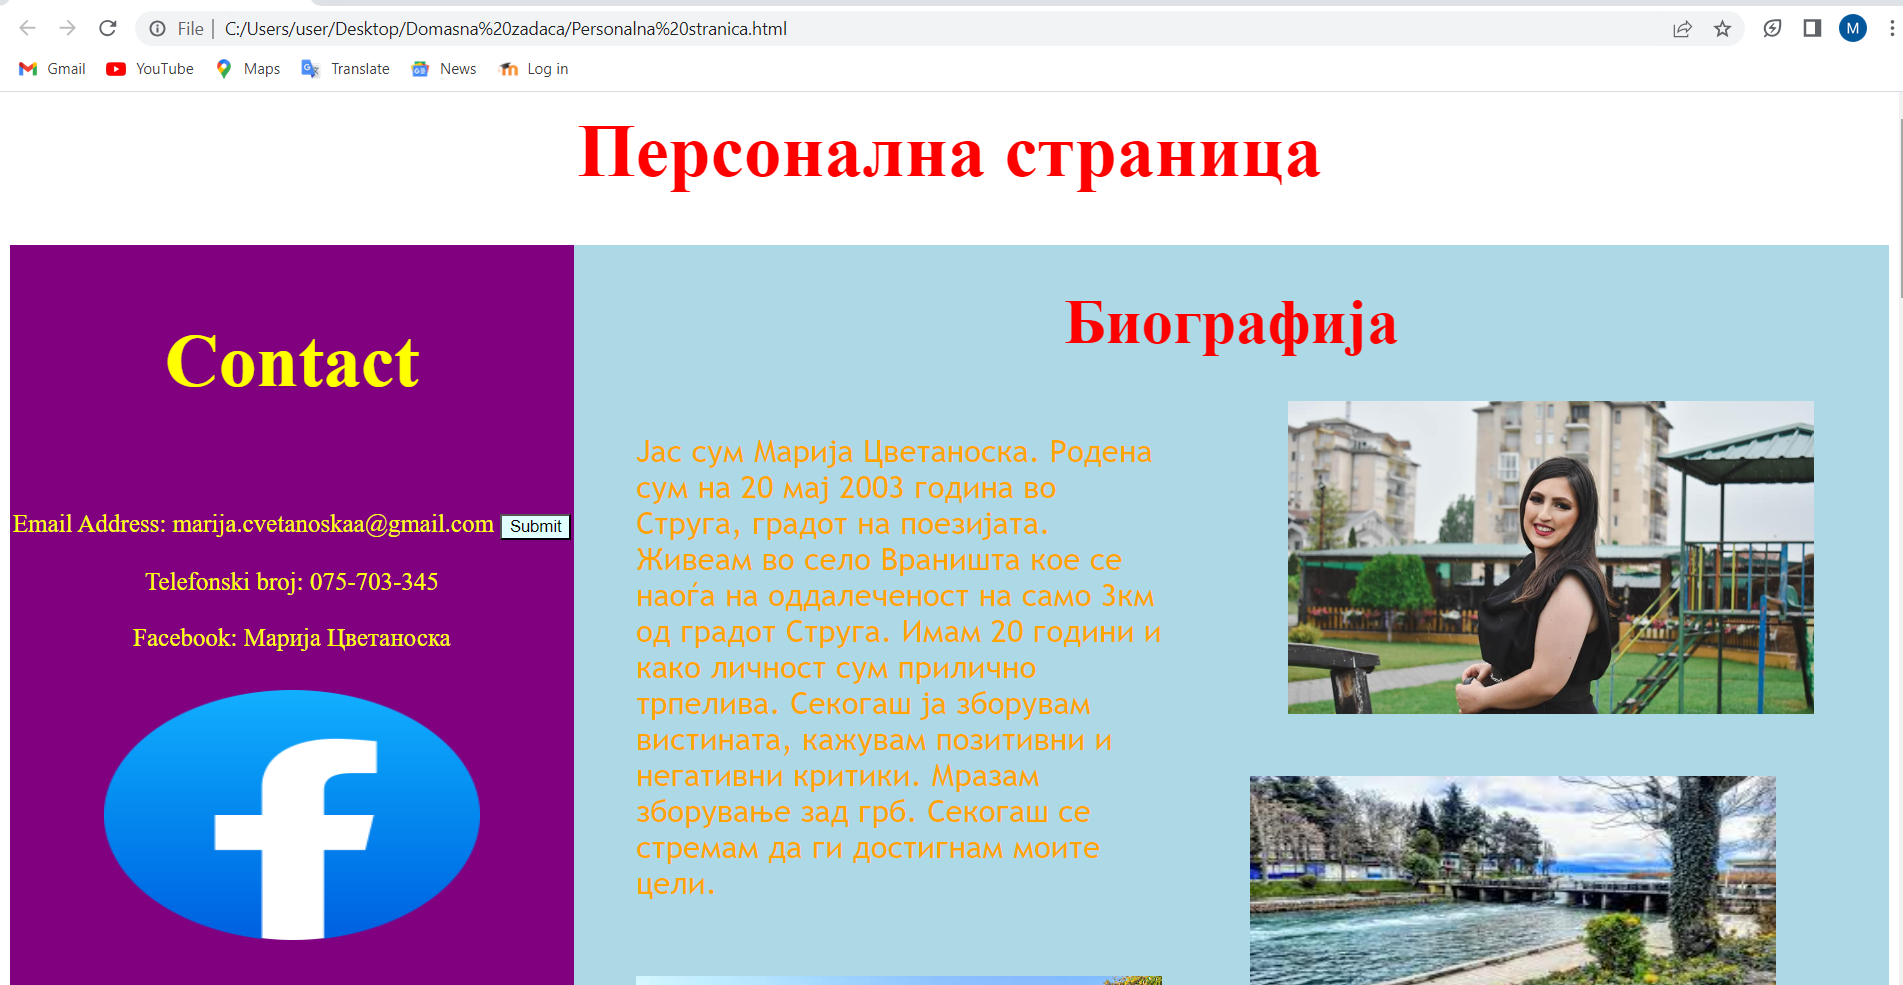 File | C:/Users/user/Desktop/Domasna%20zadaca/Personalna%20stranica.html
M
Gmail YouTube Maps Translate News Log in
Персонална страница
Contact
Email Address: marija.cvetanoskaa@gmail.com Submit
Telefonski broj: 075-703-345
Facebook: Марија Цветаноска
Биографија
Јас сум Марија Цветаноска. Родена
сум на 20 мај 2003 година во
Струга, градот на поезијата.
Живеам во село Враништа кое се
наоѓа на оддалеченост на само 3км
од градот Струга. Имам 20 години и
како личност сум прилично
трпелива. Секогаш ја зборувам
вистината, кажувам позитивни и
негативни критики. Мразам
зборување зад грб. Секогаш се
стремам да ги достигнам моите
цели.